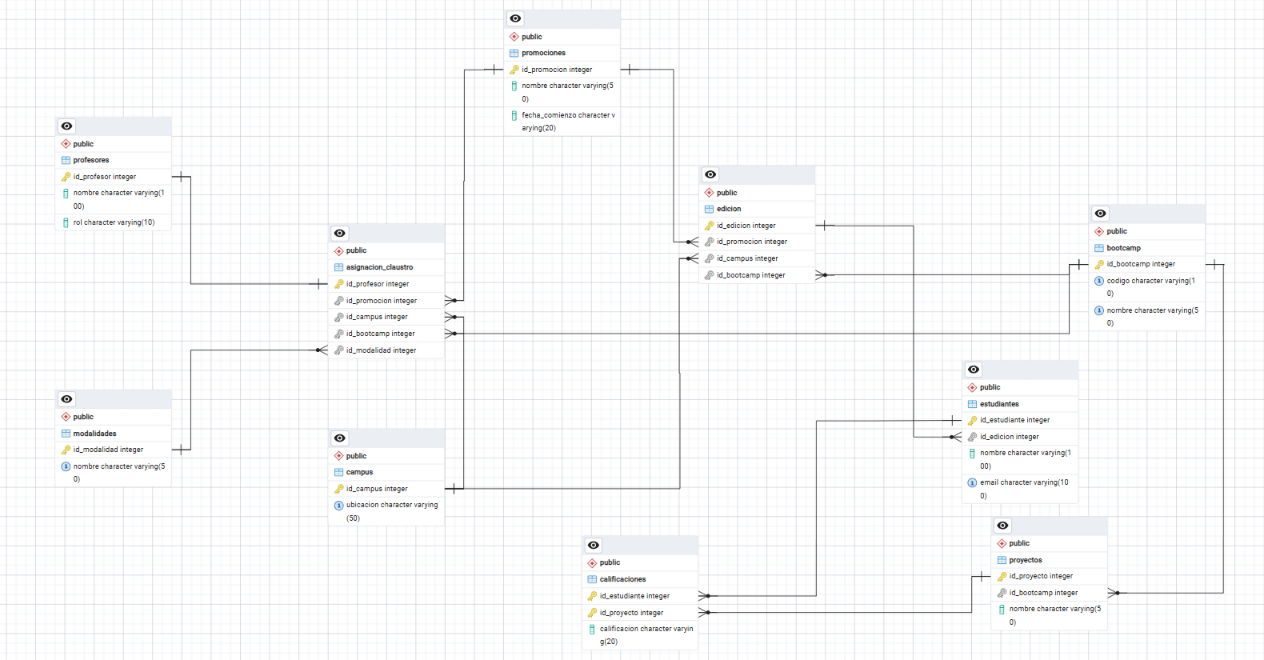 public
promociones
id_promocion integer
nombre character varying(5
0)
fecha_comienzo character v
arying(20)
public
profesores
id_profesor integer
nombre character varying(1
00)
rol character varying(10)
public
asignacion_claustro
id_profesor integer
id_promocion integer
id_campus integer
id_bootcamp integer
id_modalidad integer
public
edicion
id_edicion integer
id_promocion integer
id_campus integer
id_bootcamp integer
public
bootcamp
id_bootcamp integer
1 codigo character varying(1
0)
1 nombre character varying(5
0)
public
modalidades
id_modalidad integer
1 nombre character varying(5
0)
public
campus
id_campus integer
1 ubicacion character varying
(50)
public
estudiantes
id_estudiante integer
id_edicion integer
nombre character varying(1
00)
1 email character varying(10
0)
public
calificaciones
id_estudiante integer
id_proyecto integer
calificacion character varyin
g(20)
public
proyectos
id_proyecto integer
id_bootcamp integer
nombre character varying(5
0)